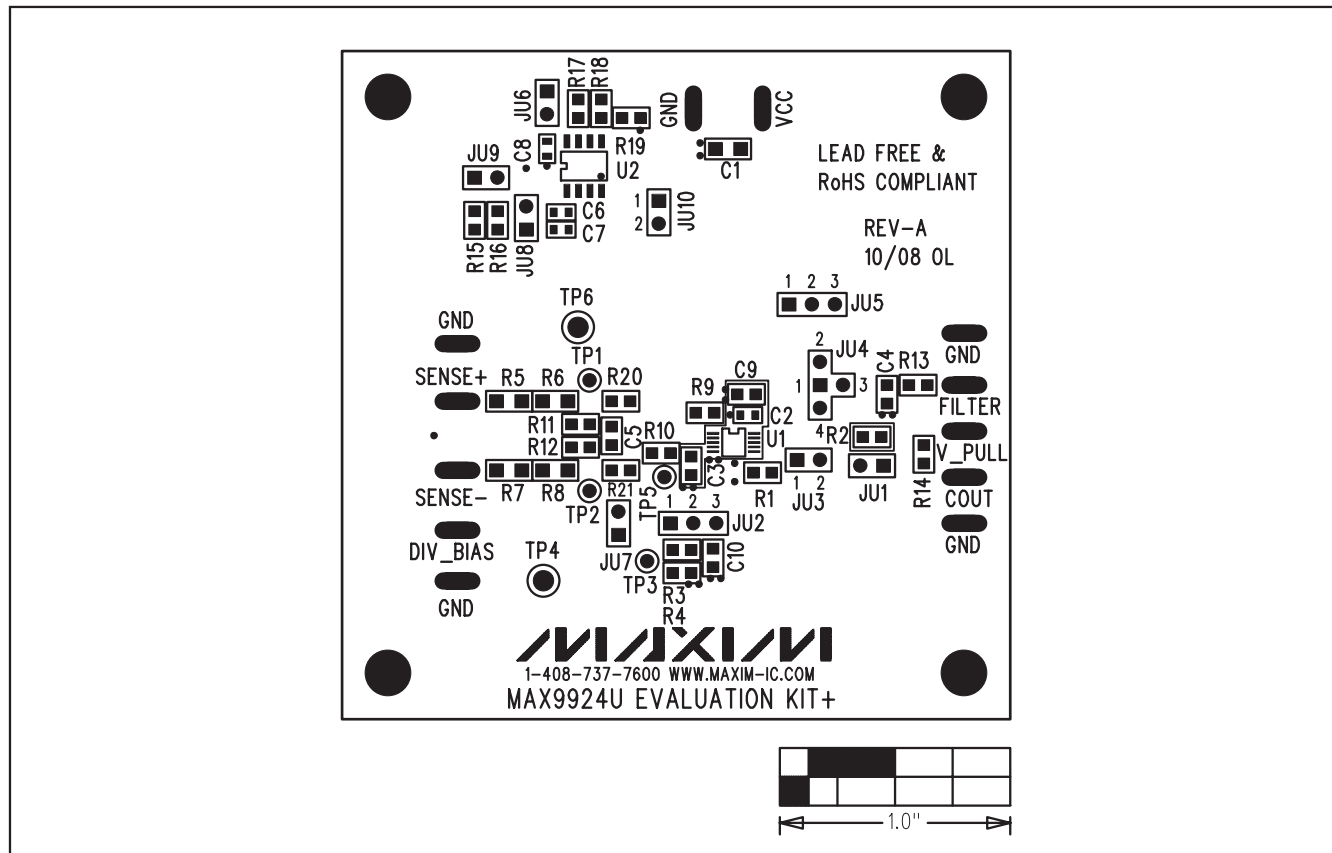 R17
R18
JU6
GND
VCC
R19
C8
U2
C1
JU9
LEAD FREE &
RoHS COMPLIANT
1
2
JU10
C6
C7
R15
R16
JU8
REV-A
10/08 OL
TP6
1 2 3
JU5
GND
TP1
2
JU4
1
3
4
C4
R13
GND
SENSE+
R5
R6
R20
R9
C9
C2
FILTER
R11
R12
C5
R10
U1
R2
V_PULL
SENSE-
R7
R8
R21
TP5
C3
R1
1 2
JU3
JU1
R14
COUT
TP2
1 2 3
JU2
GND
DIV_BIAS
TP4
JU7
TP3
C10
GND
R3
R4
MAXIM
1-408-737-7600 WWW.MAXIM-IC.COM
MAX9924U EVALUATION KIT+
1.0"